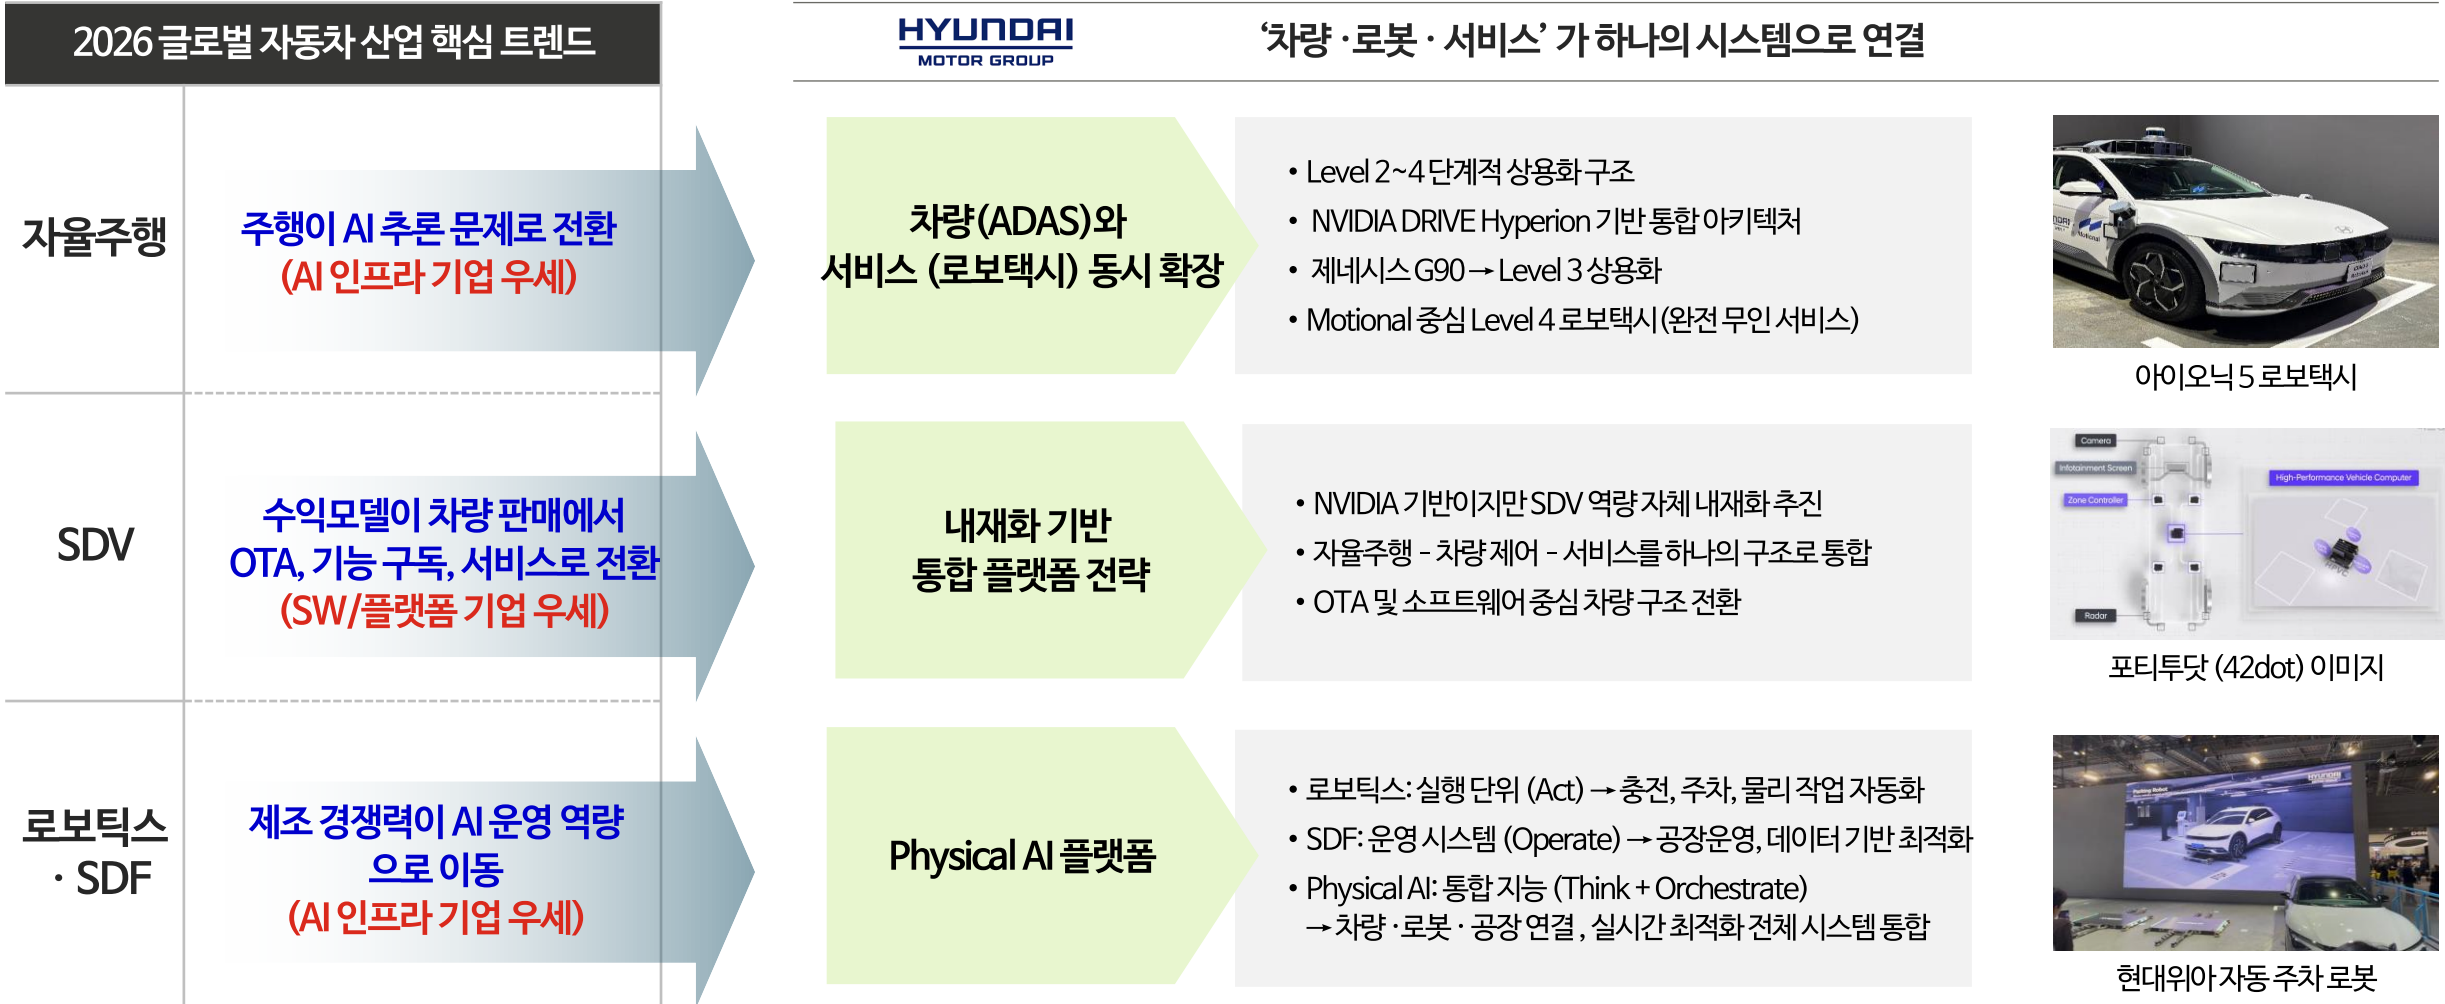 2026 글로벌 자동차 산업 핵심 트렌드
HYUNDAI
MOTOR GROUP
‘차량 · 로봇 · 서비스’ 가 하나의 시스템으로 연결
자율주행
주행이 AI 추론 문제로 전환
(AI 인프라 기업 우세)
차량(ADAS)와
서비스 (로보택시) 동시 확장
• Level 2~4 단계적 상용화 구조
• NVIDIA DRIVE Hyperion 기반 통합 아키텍처
• 제네시스 G90 → Level 3 상용화
• Motional 중심 Level 4 로보택시(완전 무인 서비스)
Motional
아이오닉 5 로보택시
SDV
수익모델이 차량 판매에서
OTA, 기능 구독, 서비스로 전환
(SW/플랫폼 기업 우세)
내재화 기반
통합 플랫폼 전략
• NVIDIA 기반이지만 SDV 역량 자체 내재화 추진
• 자율주행 – 차량 제어 – 서비스를 하나의 구조로 통합
• OTA 및 소프트웨어 중심 차량 구조 전환
Camera
Infotainment Screen
High-Performance Vehicle Computer
Zone Controller
HPVC
Radar
포티투닷 (42dot) 이미지
로보틱스
· SDF
제조 경쟁력이 AI 운영 역량
으로 이동
(AI 인프라 기업 우세)
Physical AI 플랫폼
• 로보틱스: 실행 단위 (Act) → 충전, 주차, 물리 작업 자동화
• SDF: 운영 시스템 (Operate) → 공장운영, 데이터 기반 최적화
• Physical AI: 통합 지능 (Think + Orchestrate)
→ 차량 · 로봇 · 공장 연결 , 실시간 최적화 전체 시스템 통합
Parking Robot
HYUNDAI
현대위아 자동 주차 로봇